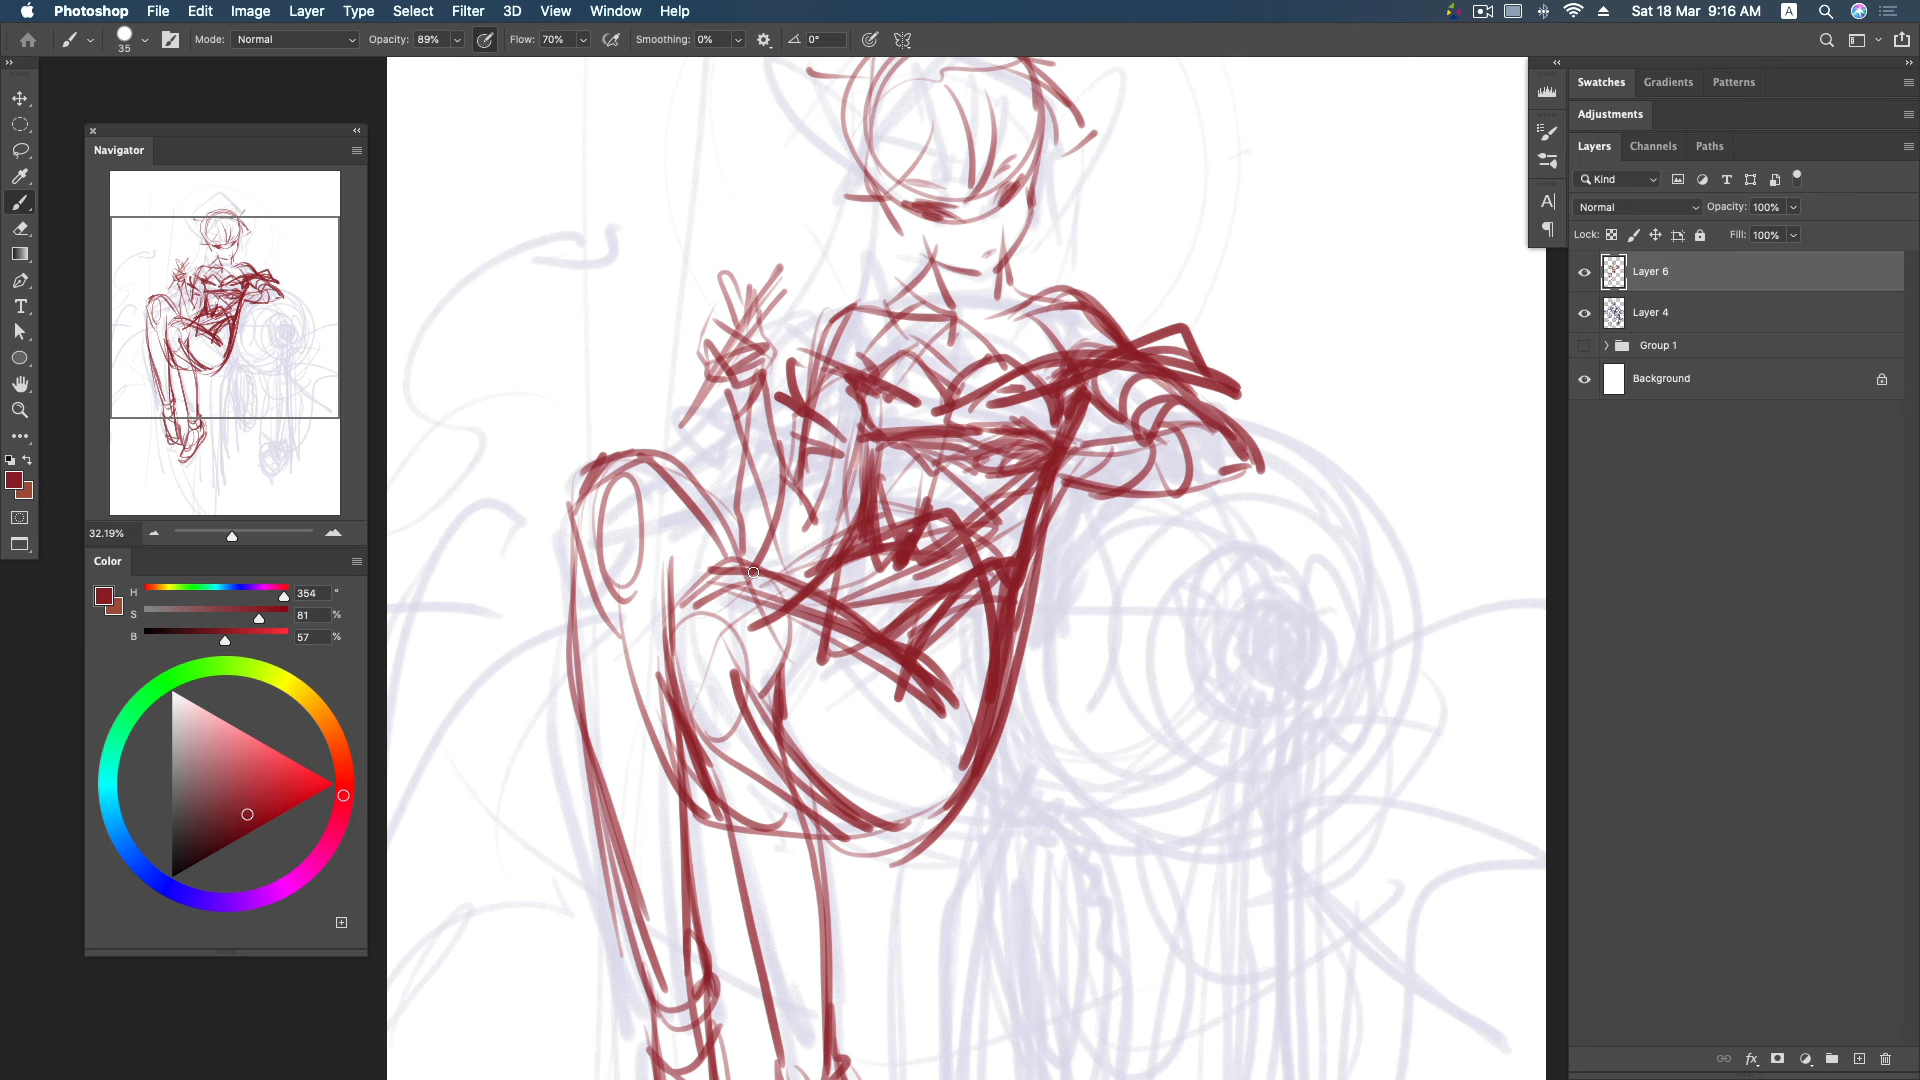 Photoshop File Edit Image Layer Type Select Filter 3D View Window Help Sat 18 Mar 9:16 AM A
35 Mode: Normal Opacity: 89% Flow: 70% Smoothing: 0% 0°
Navigator
32.19%
Color
H 354 °
S 81 %
B 57 %
Swatches Gradients Patterns
Adjustments
Layers Channels Paths
Kind
Normal Opacity: 100%
Lock: Fill: 100%
Layer 6
Layer 4
Group 1
Background
fx